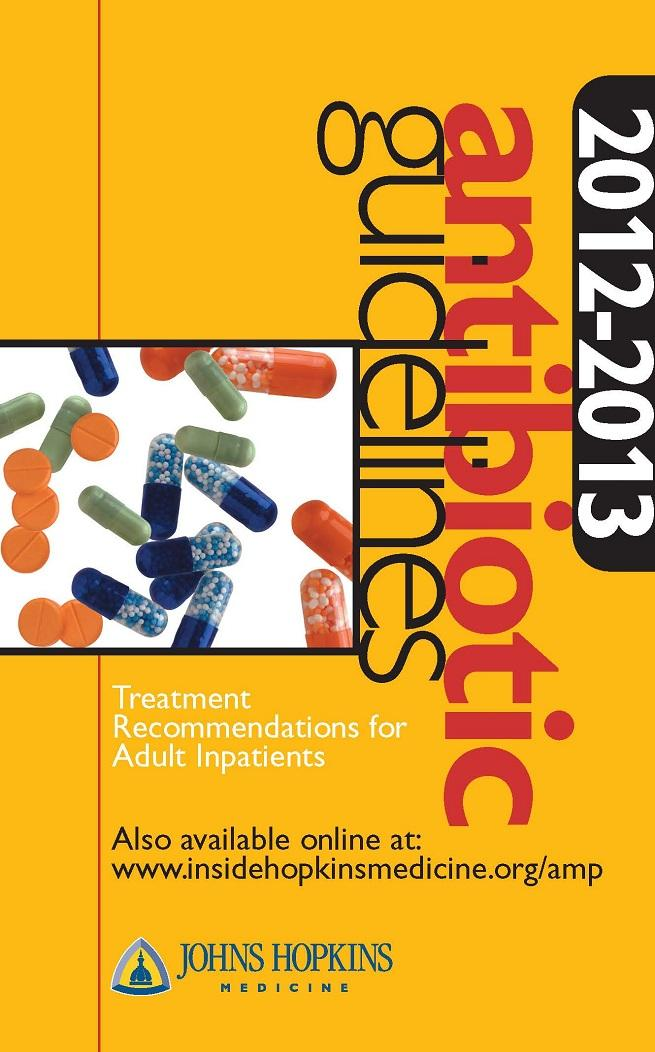 2012-2013
antibiotic
guidelines
Treatment
Recommendations for
Adult Inpatients
Also available online at:
www.insidehopkinsmedicine.org/amp
JOHNS HOPKINS
MEDICINE